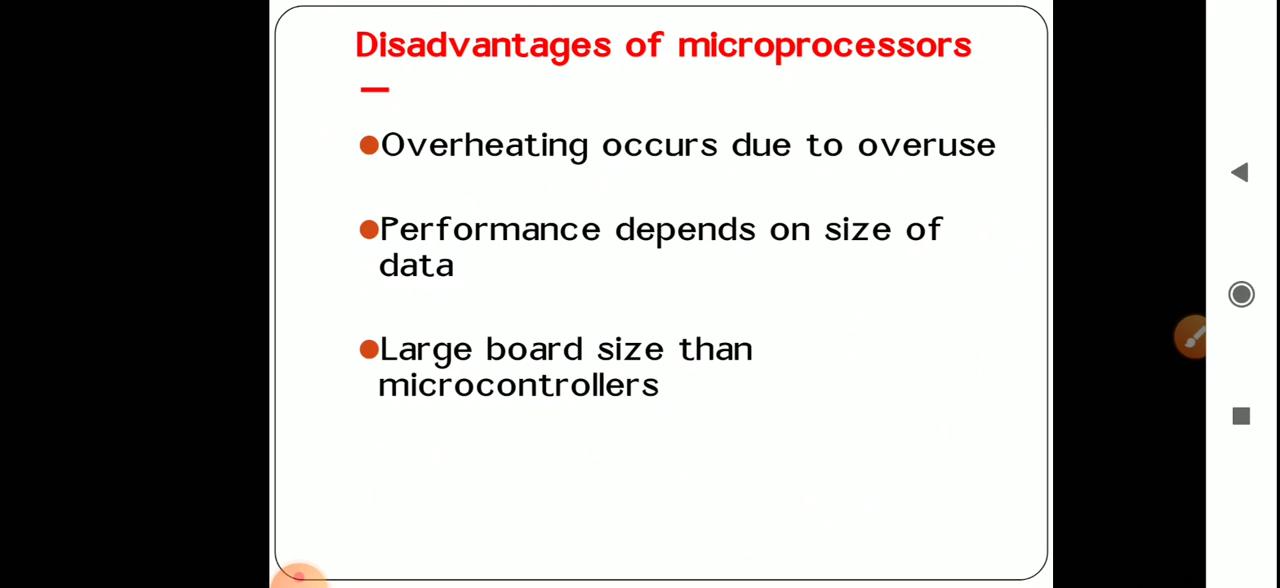 Disadvantages of microprocessors
–
●Overheating occurs due to overuse
●Performance depends on size of
data
●Large board size than
microcontrollers